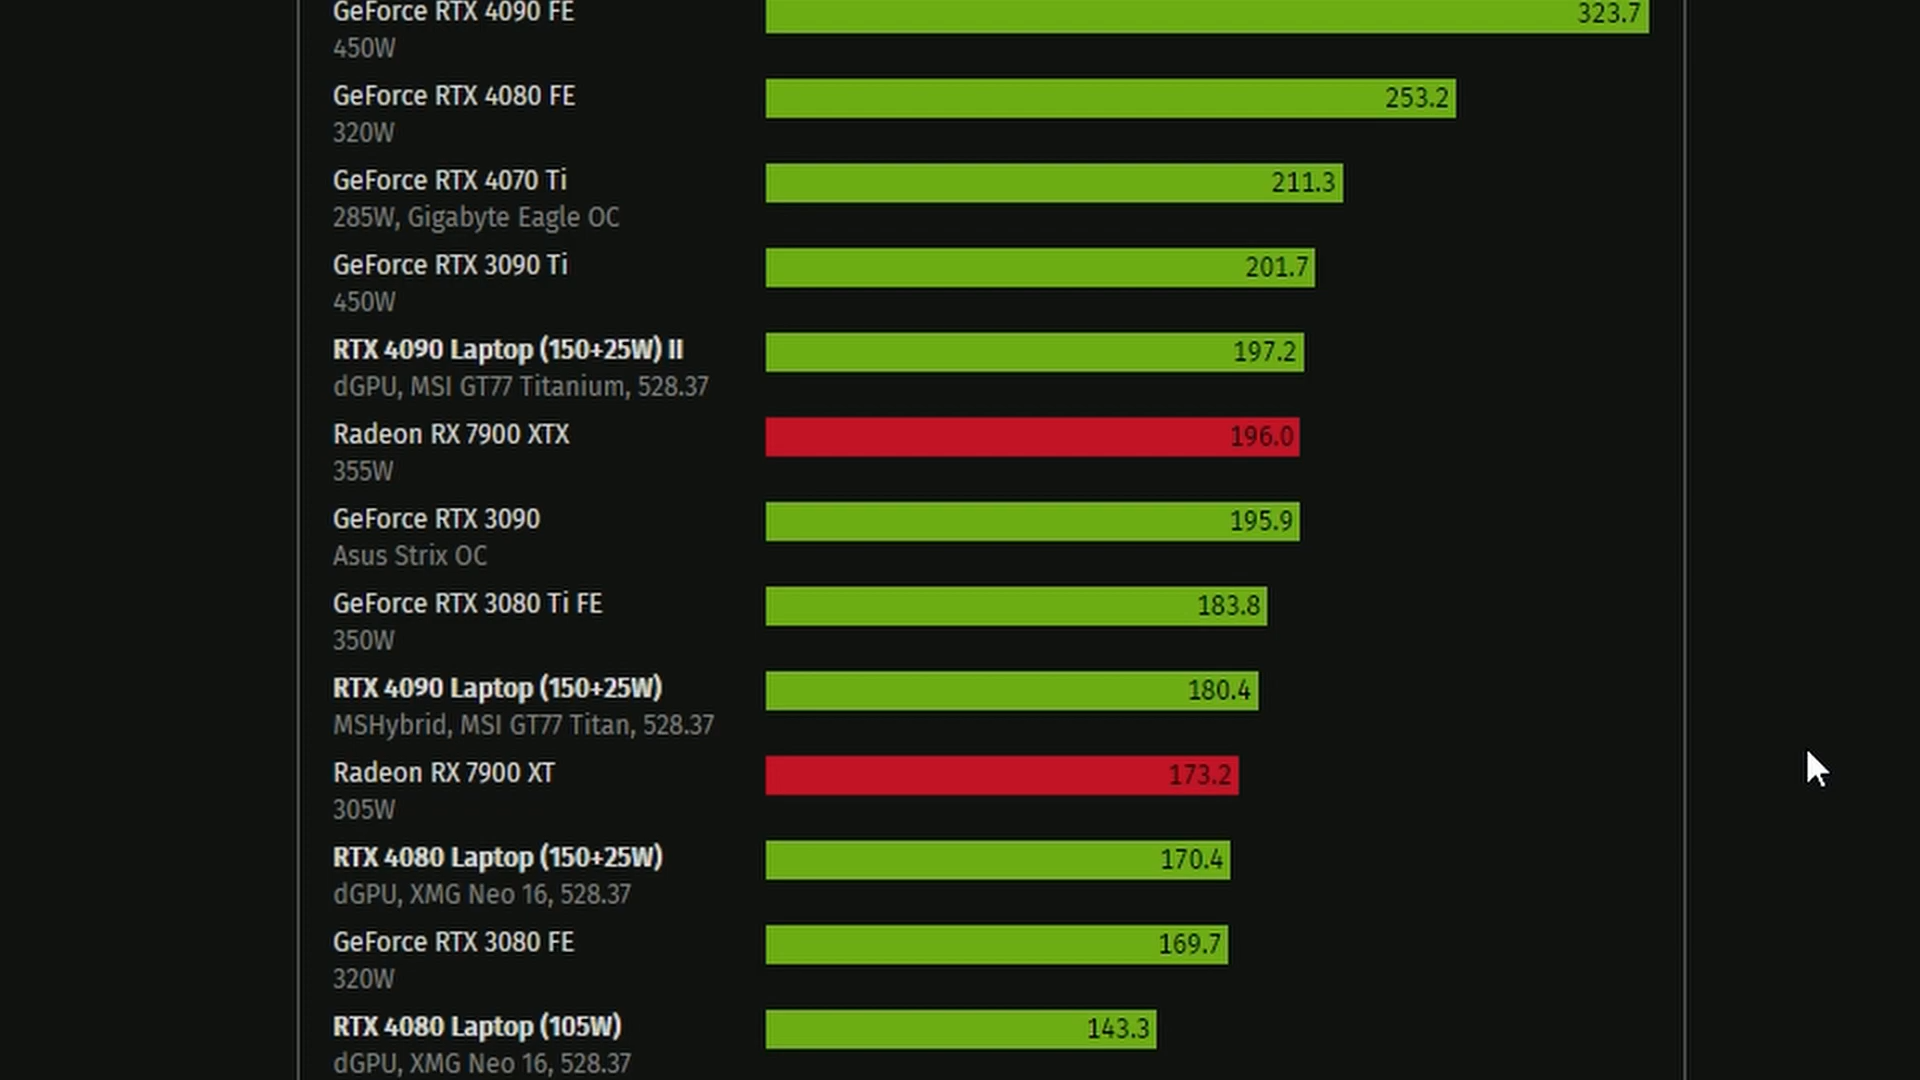 GeForce RTX 4090 FE
323.7
450W
GeForce RTX 4080 FE
253.2
320W
GeForce RTX 4070 Ti
211.3
285W, Gigabyte Eagle OC
GeForce RTX 3090 Ti
201.7
450W
RTX 4090 Laptop (150+25W) II
197.2
dGPU, MSI GT77 Titanium, 528.37
Radeon RX 7900 XTX
196.0
355W
GeForce RTX 3090
195.9
Asus Strix OC
GeForce RTX 3080 Ti FE
183.8
350W
RTX 4090 Laptop (150+25W)
180.4
MSHybrid, MSI GT77 Titan, 528.37
Radeon RX 7900 XT
173.2
305W
RTX 4080 Laptop (150+25W)
170.4
dGPU, XMG Neo 16, 528.37
GeForce RTX 3080 FE
169.7
320W
RTX 4080 Laptop (105W)
143.3
dGPU, XMG Neo 16, 528.37